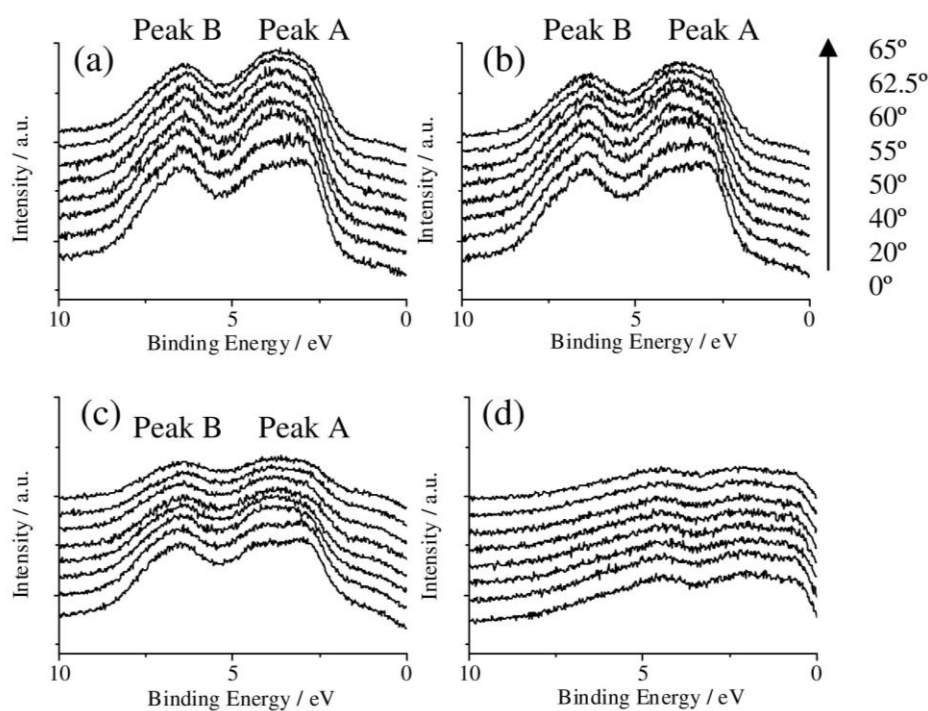 Peak B Peak A
(a)
Intensity / a.u.
10 5 0
Binding Energy / eV
Peak B Peak A
(b)
Intensity / a.u.
10 5 0
Binding Energy / eV
65º
62.5º
60º
55º
50º
40º
20º
0º
(c)
Peak B Peak A
Intensity / a.u.
10 5 0
Binding Energy / eV
(d)
Intensity / a.u.
10 5 0
Binding Energy / eV